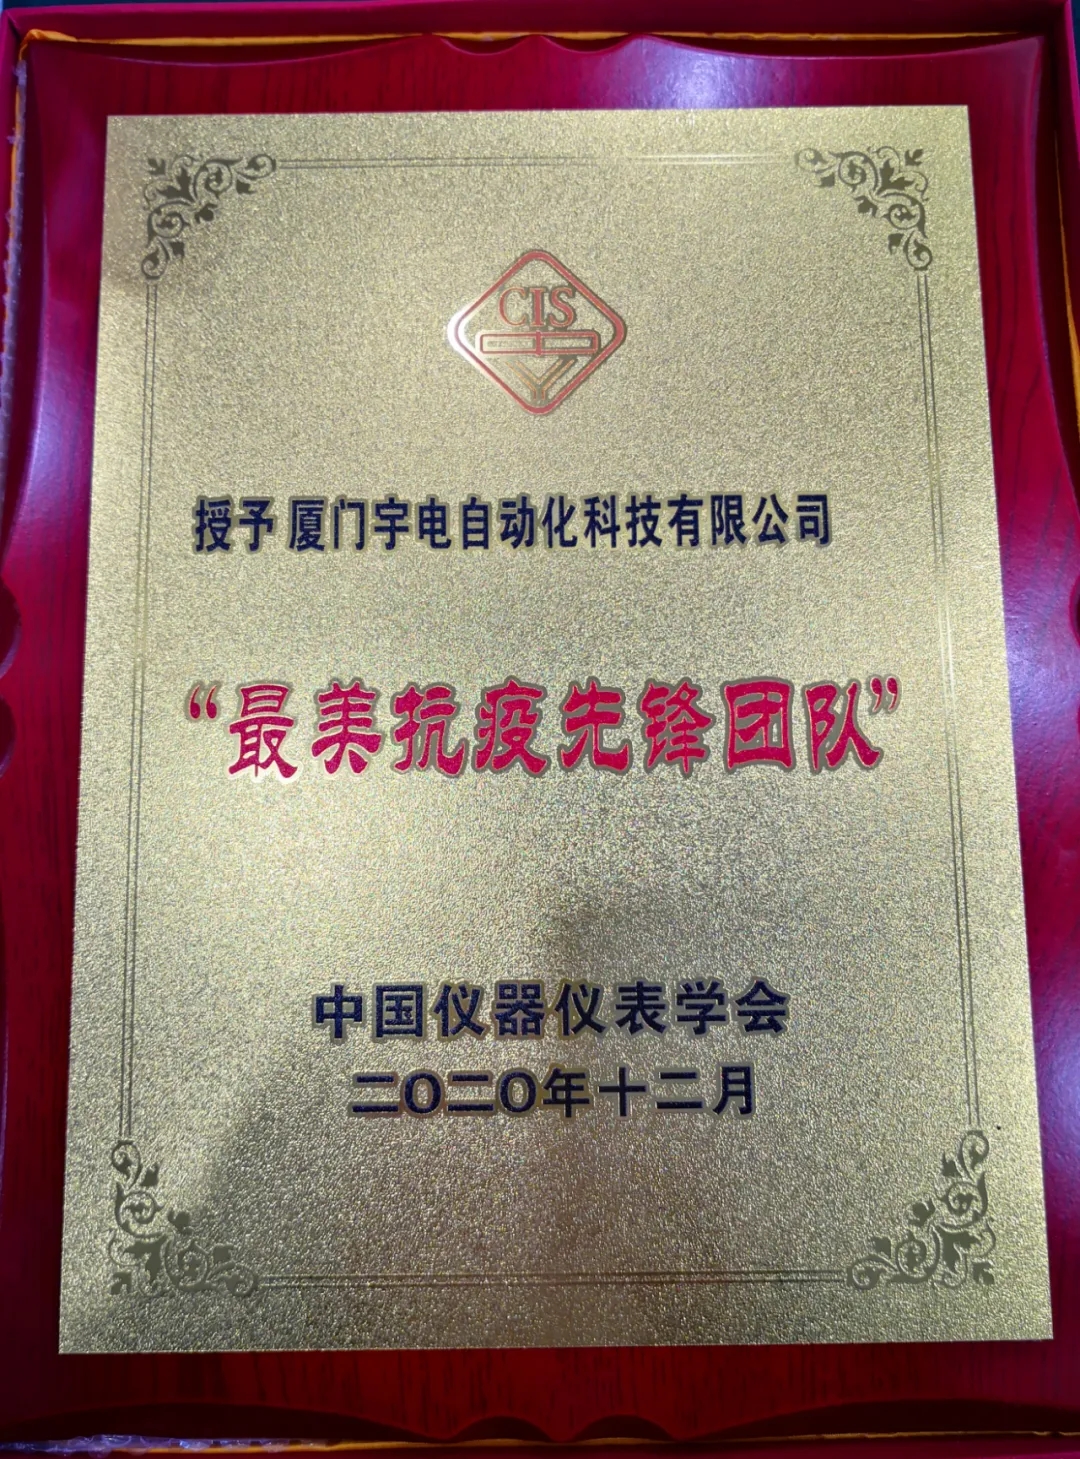 CIS
授予 厦门宇电自动化科技有限公司
“最美抗疫先锋团队”
中国仪器仪表学会
二〇二〇年十二月